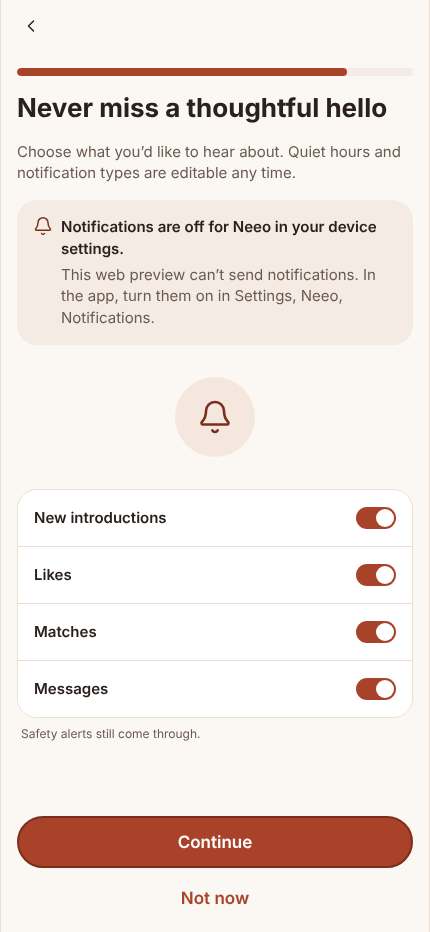 Never miss a thoughtful hello
Choose what you’d like to hear about. Quiet hours and
notification types are editable any time.
Notifications are off for Neeo in your device
settings.
This web preview can’t send notifications. In
the app, turn them on in Settings, Neeo,
Notifications.
New introductions
Likes
Matches
Messages
Safety alerts still come through.
Continue
Not now